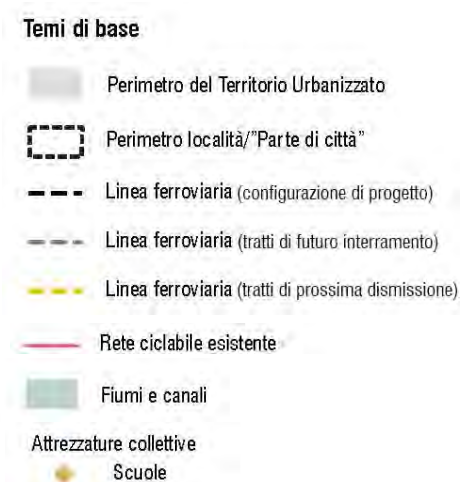 Temi di base
Perimetro del Territorio Urbanizzato
Perimetro località/"Parte di città"
Linea ferroviaria (configurazione di progetto)
Linea ferroviaria (tratti di futuro interramento)
Linea ferroviaria (tratti di prossima dismissione)
Rete ciclabile esistente
Fiumi e canali
Attrezzature collettive
Scuole